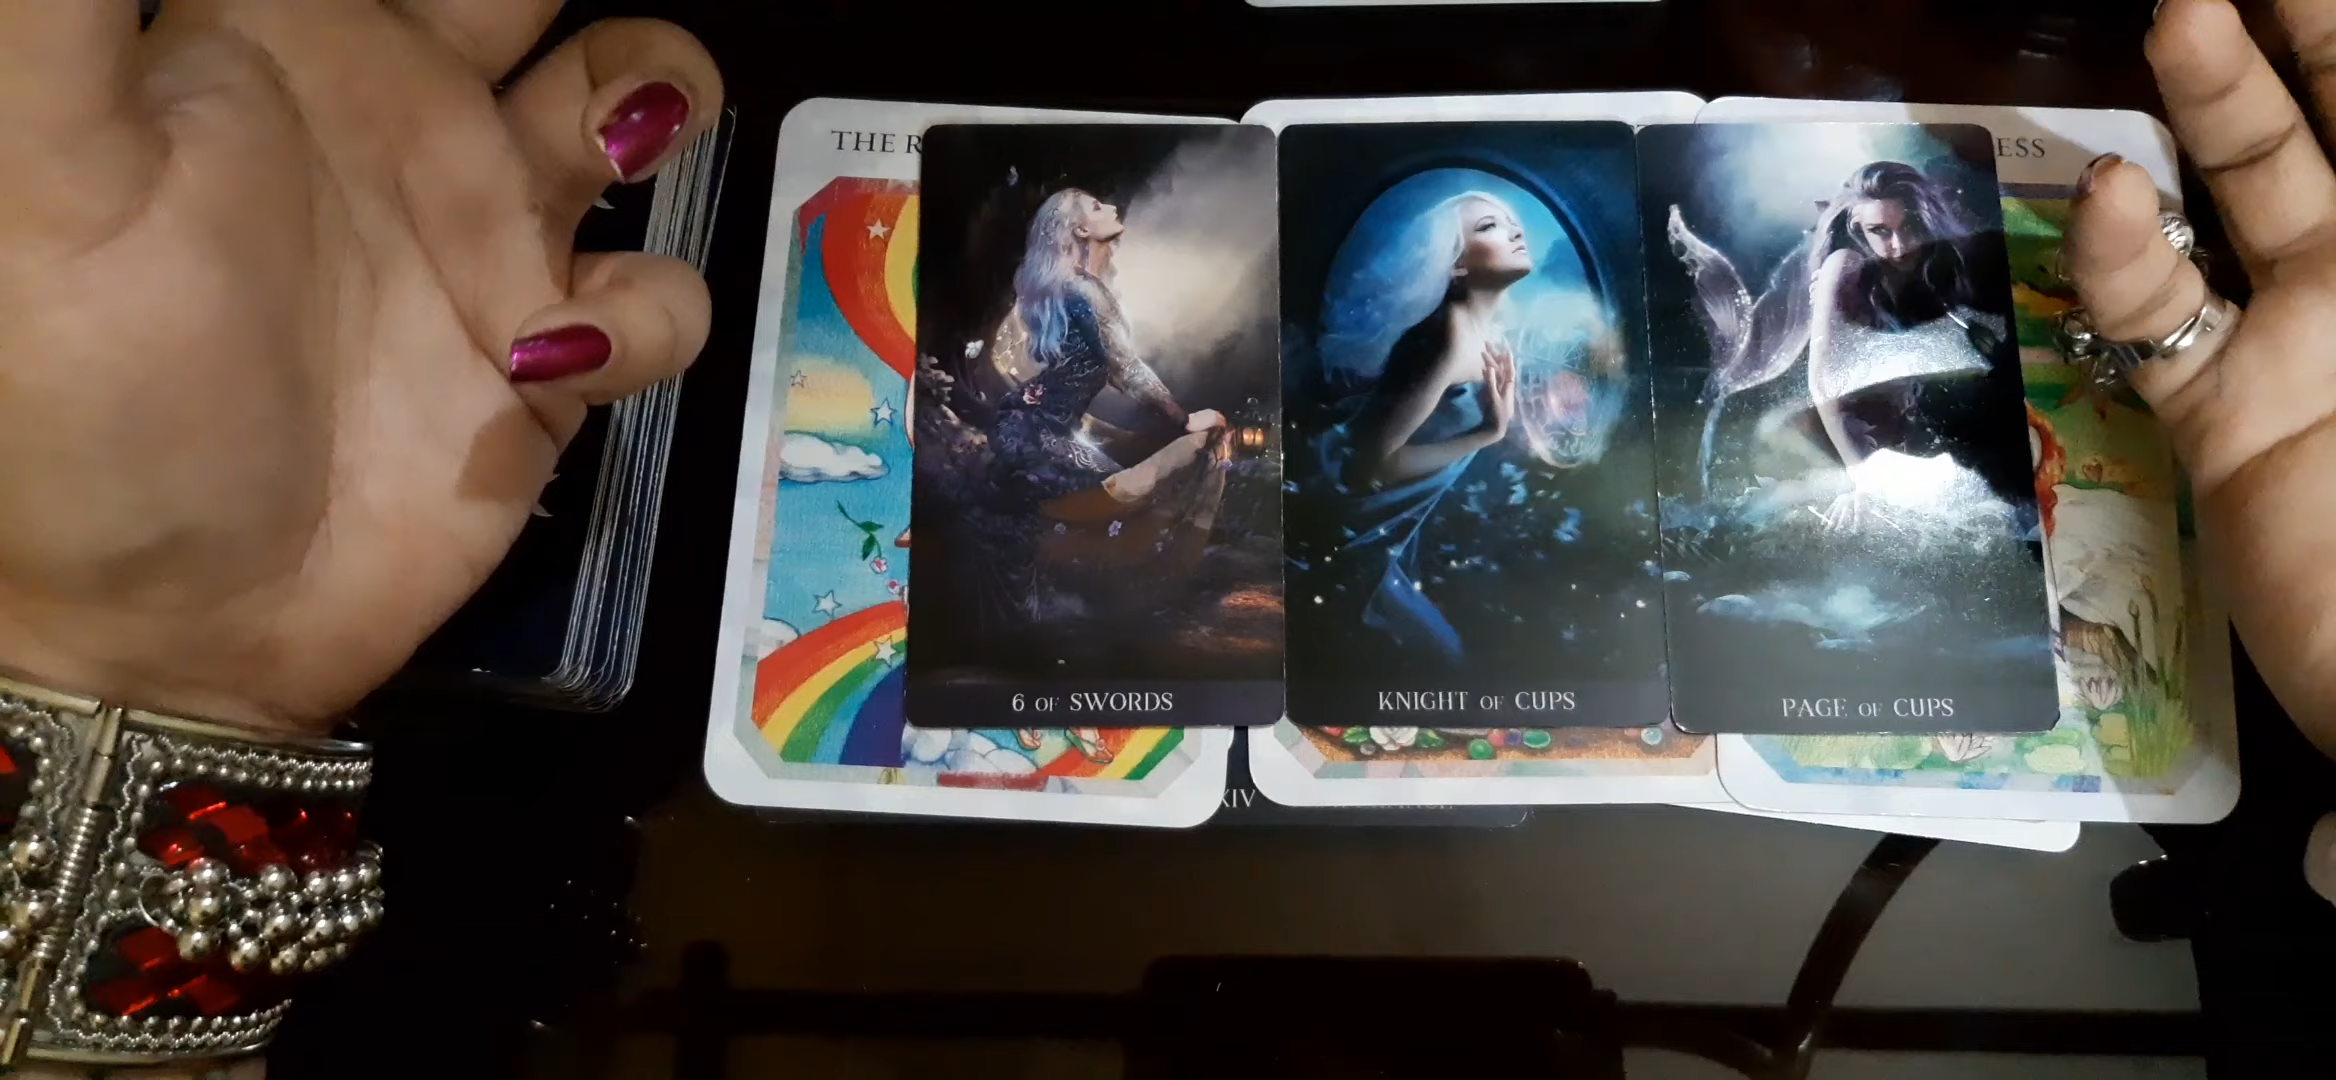 THE R
ESS
6 OF SWORDS
KNIGHT OF CUPS
PAGE OF CUPS
XIV